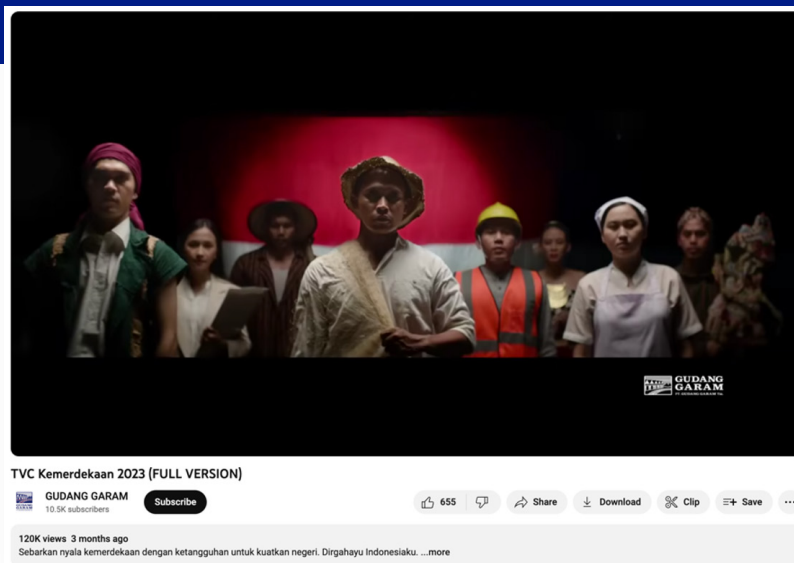 GUDANG
GARAM
TVC Kemerdekaan 2023 (FULL VERSION)
GUDANG GARAM
10.5K subscribers
Subscribe
655
Share
Download
Clip
Save
120K views 3 months ago
Sebarkan nyala kemerdekaan dengan ketangguhan untuk kuatkan negeri. Dirgahayu Indonesiaku. ...more